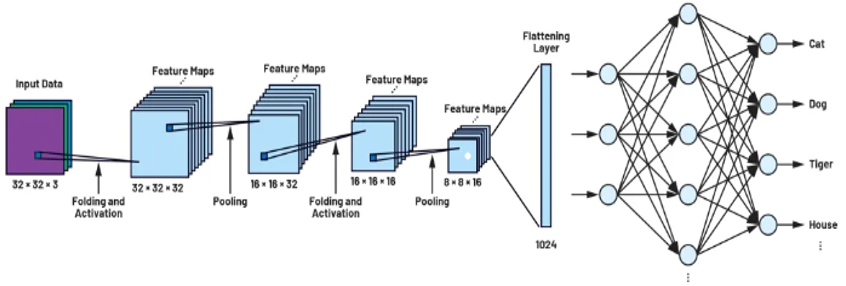 Input Data
32 × 32 × 3
Folding and
Activation
Feature Maps
32 × 32 × 32
Pooling
Feature Maps
16 × 16 × 32
Folding and
Activation
Feature Maps
16 × 16 × 16
Pooling
Feature Maps
8 × 8 × 16
Flattening
Layer
1024
Cat
Dog
Tiger
House